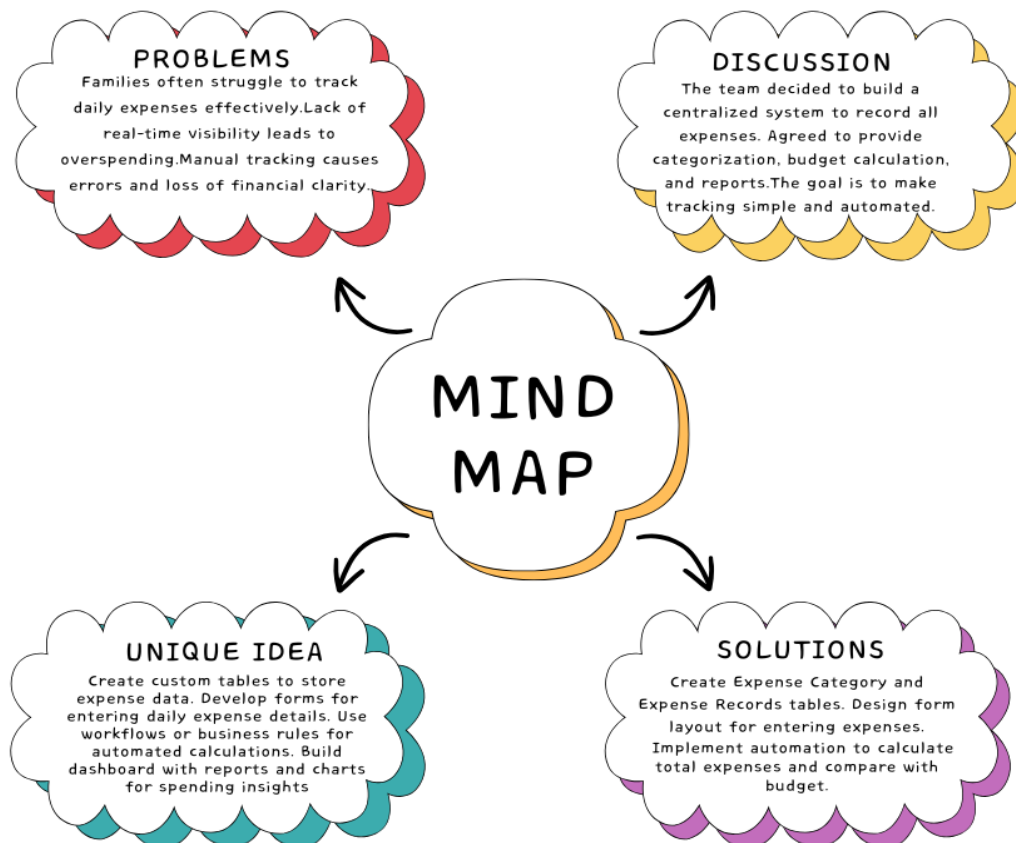 PROBLEMS
Families often struggle to track
daily expenses effectively.Lack of
real-time visibility leads to
overspending.Manual tracking causes
errors and loss of financial clarity.
DISCUSSION
The team decided to build a
centralized system to record all
expenses. Agreed to provide
categorization, budget calculation,
and reports.The goal is to make
tracking simple and automated.
MIND
MAP
UNIQUE IDEA
Create custom tables to store
expense data. Develop forms for
entering daily expense details. Use
workflows or business rules for
automated calculations. Build
dashboard with reports and charts
for spending insights
SOLUTIONS
Create Expense Category and
Expense Records tables. Design form
layout for entering expenses.
Implement automation to calculate
total expenses and compare with
budget.